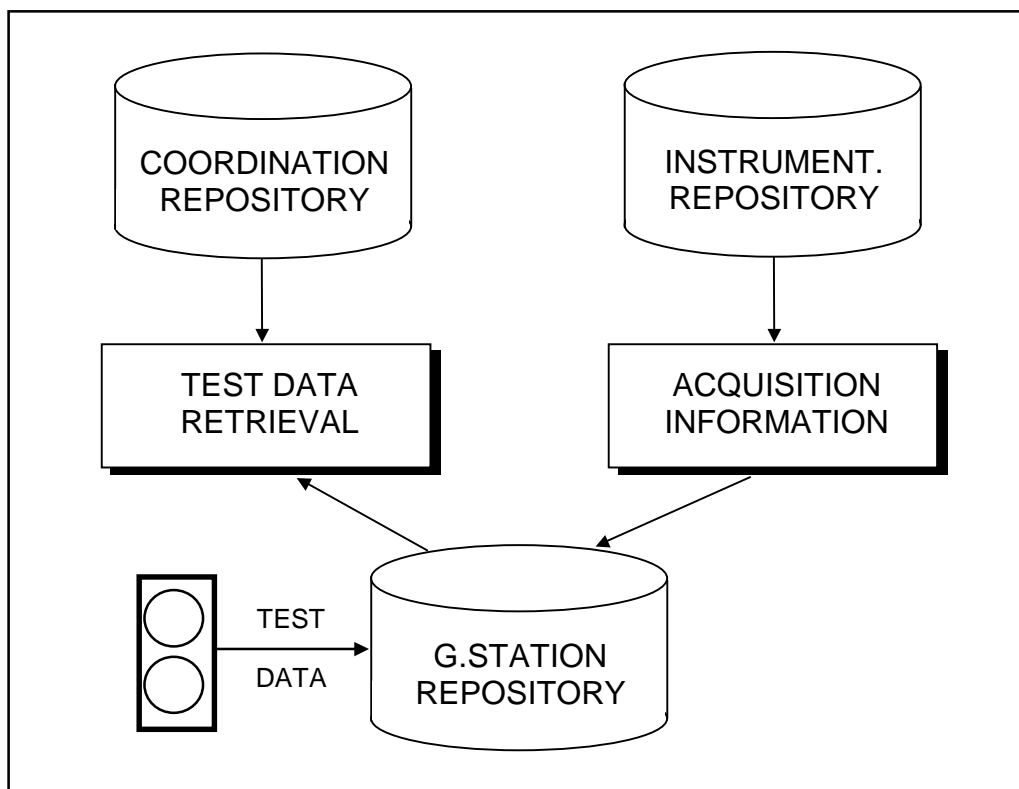 COORDINATION
REPOSITORY
INSTRUMENT.
REPOSITORY
TEST DATA
RETRIEVAL
ACQUISITION
INFORMATION
TEST
DATA
G.STATION
REPOSITORY